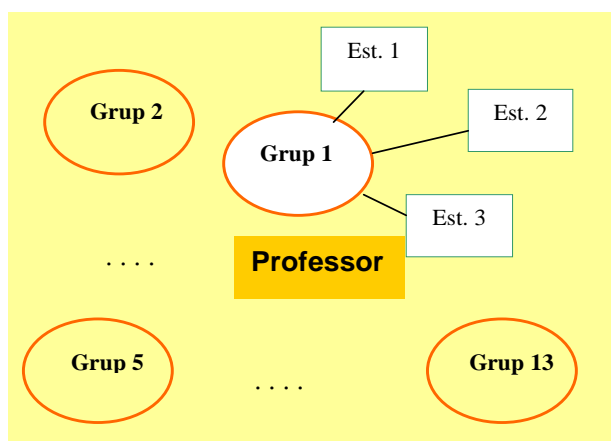 Est. 1
Grup 2
Est. 2
Grup 1
Est. 3
. . . .
Professor
Grup 5
Grup 13
. . . .